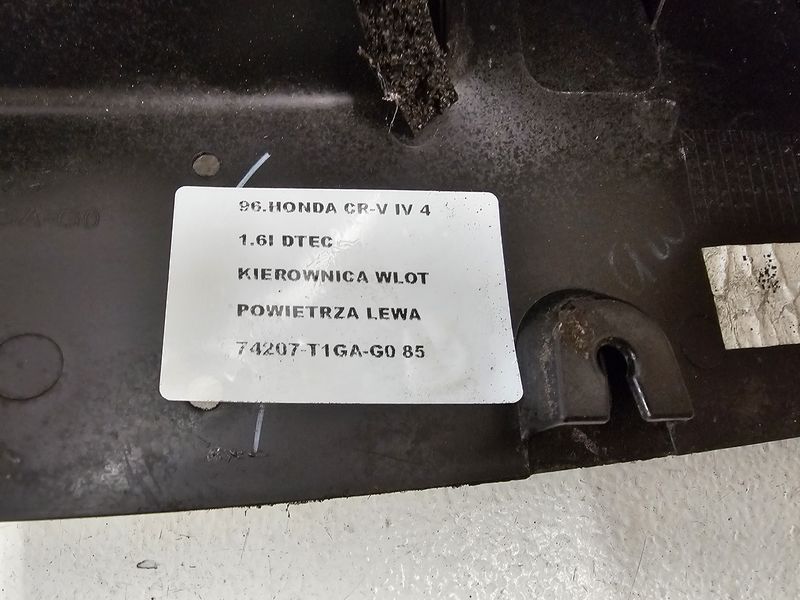 96.HONDA CR-V IV 4
1.6I DTEC
KIEROWNICA WLOT
POWIETRZA LEWA
74207-T1GA-G0 85